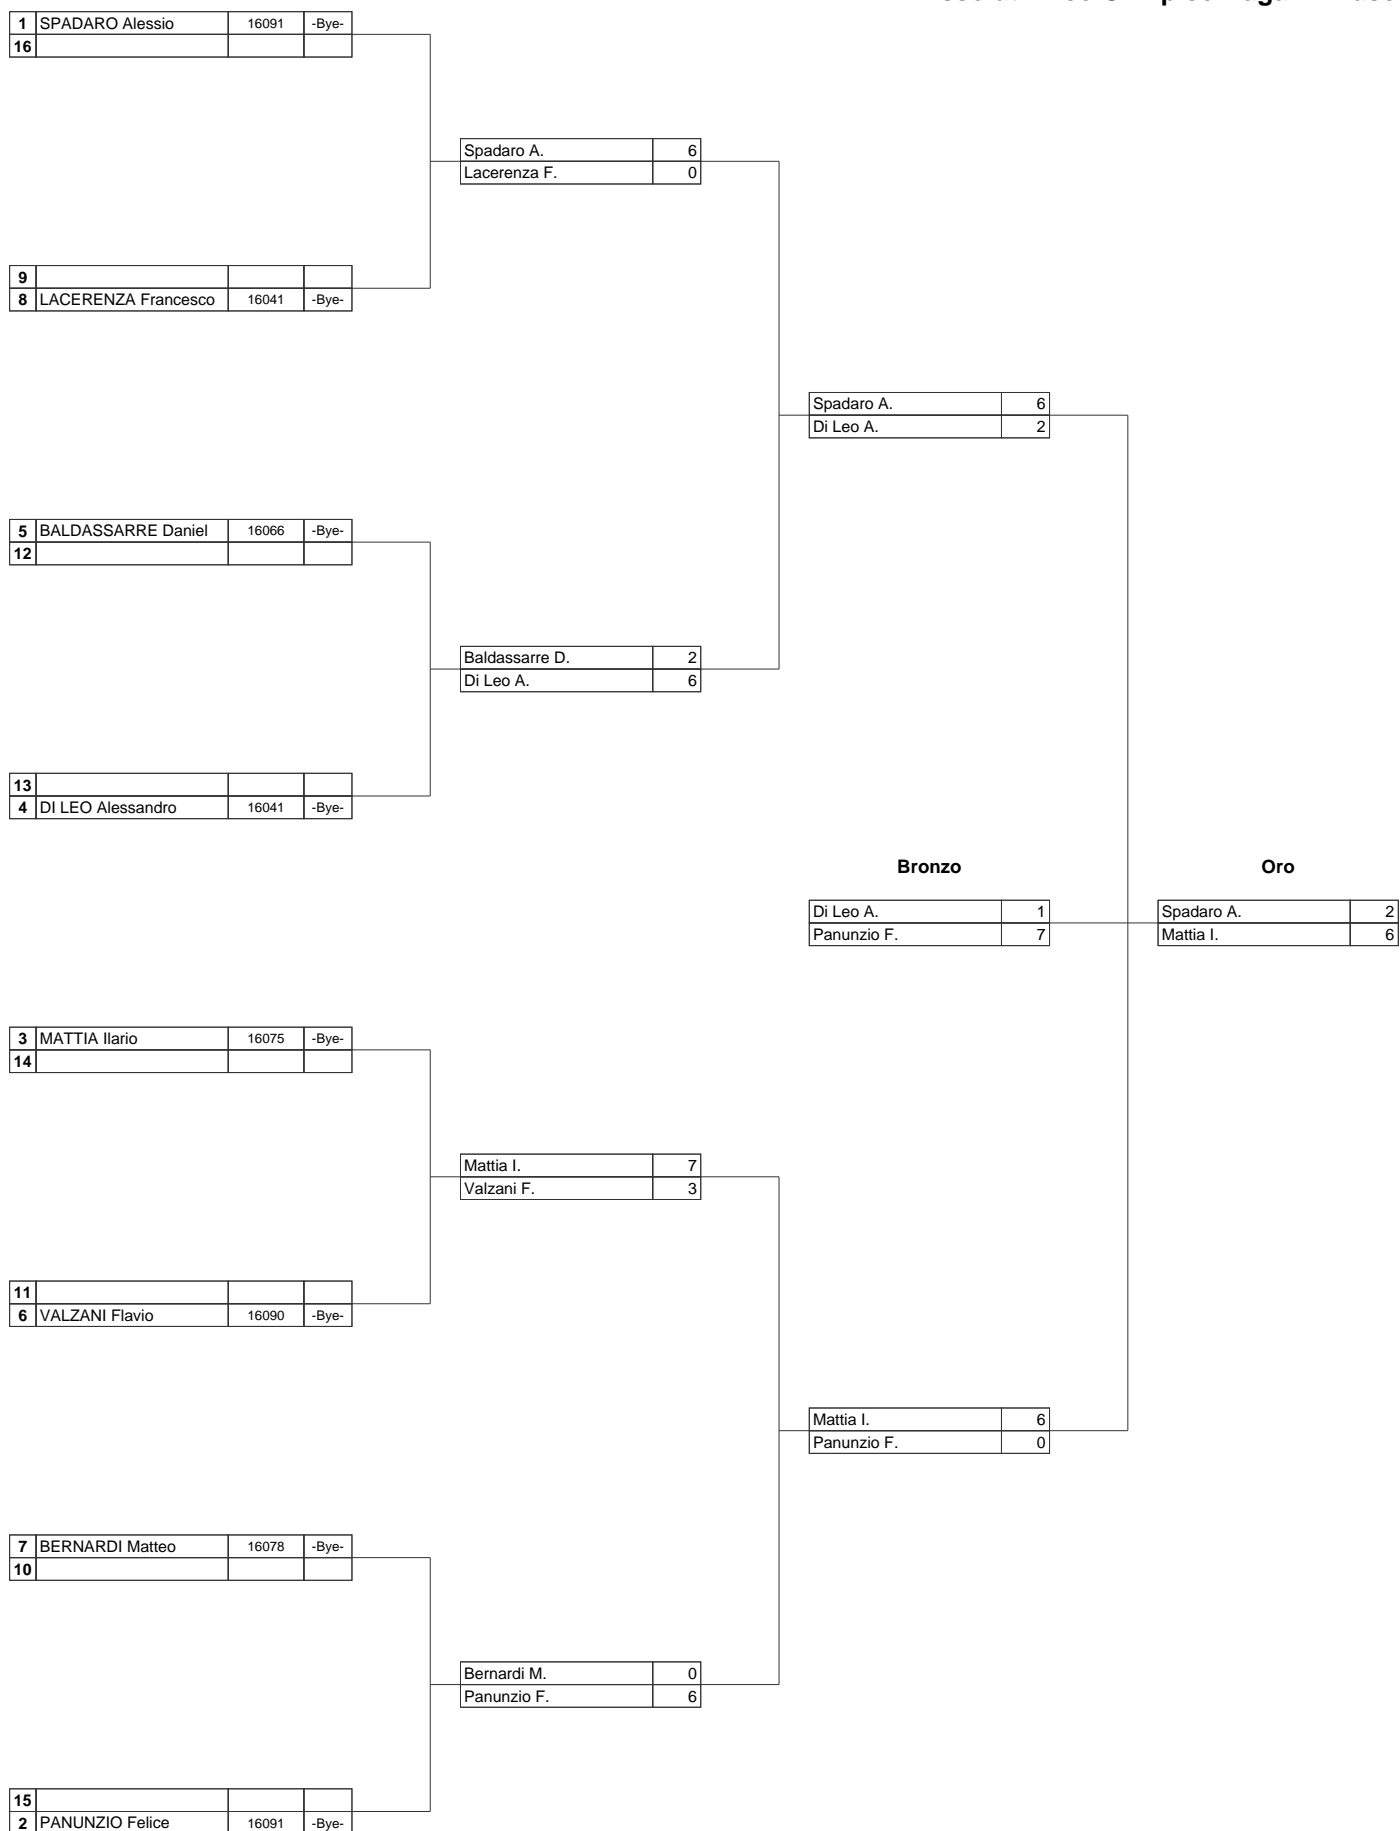 1 SPADARO Alessio 16091 -Bye-
16
Spadaro A. 6
Lacerenza F. 0
9
8 LACERENZA Francesco 16041 -Bye-
Spadaro A. 6
Di Leo A. 2
5 BALDASSARRE Daniel 16066 -Bye-
12
Baldassarre D. 2
Di Leo A. 6
13
4 DI LEO Alessandro 16041 -Bye-
Bronzo Oro
Di Leo A. 1 Spadaro A. 2
Panunzio F. 7 Mattia I. 6
3 MATTIA Ilario 16075 -Bye-
14
Mattia I. 7
Valzani F. 3
11
6 VALZANI Flavio 16090 -Bye-
Mattia I. 6
Panunzio F. 0
7 BERNARDI Matteo 16078 -Bye-
10
Bernardi M. 0
Panunzio F. 6
15
2 PANUNZIO Felice 16091 -Bye-